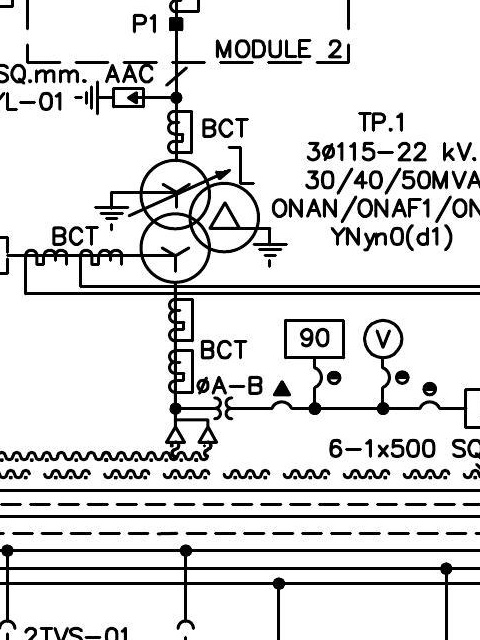 P1
MODULE 2
SQ.mm. AAC
/L-01
BCT
TP.1
3ø115-22 kV.
30/40/50MVA
ONAN/ONAF1/ON
YNyn0(d1)
BCT
BCT
90
V
øA-B
6-1x500 SQ
2TVS-01